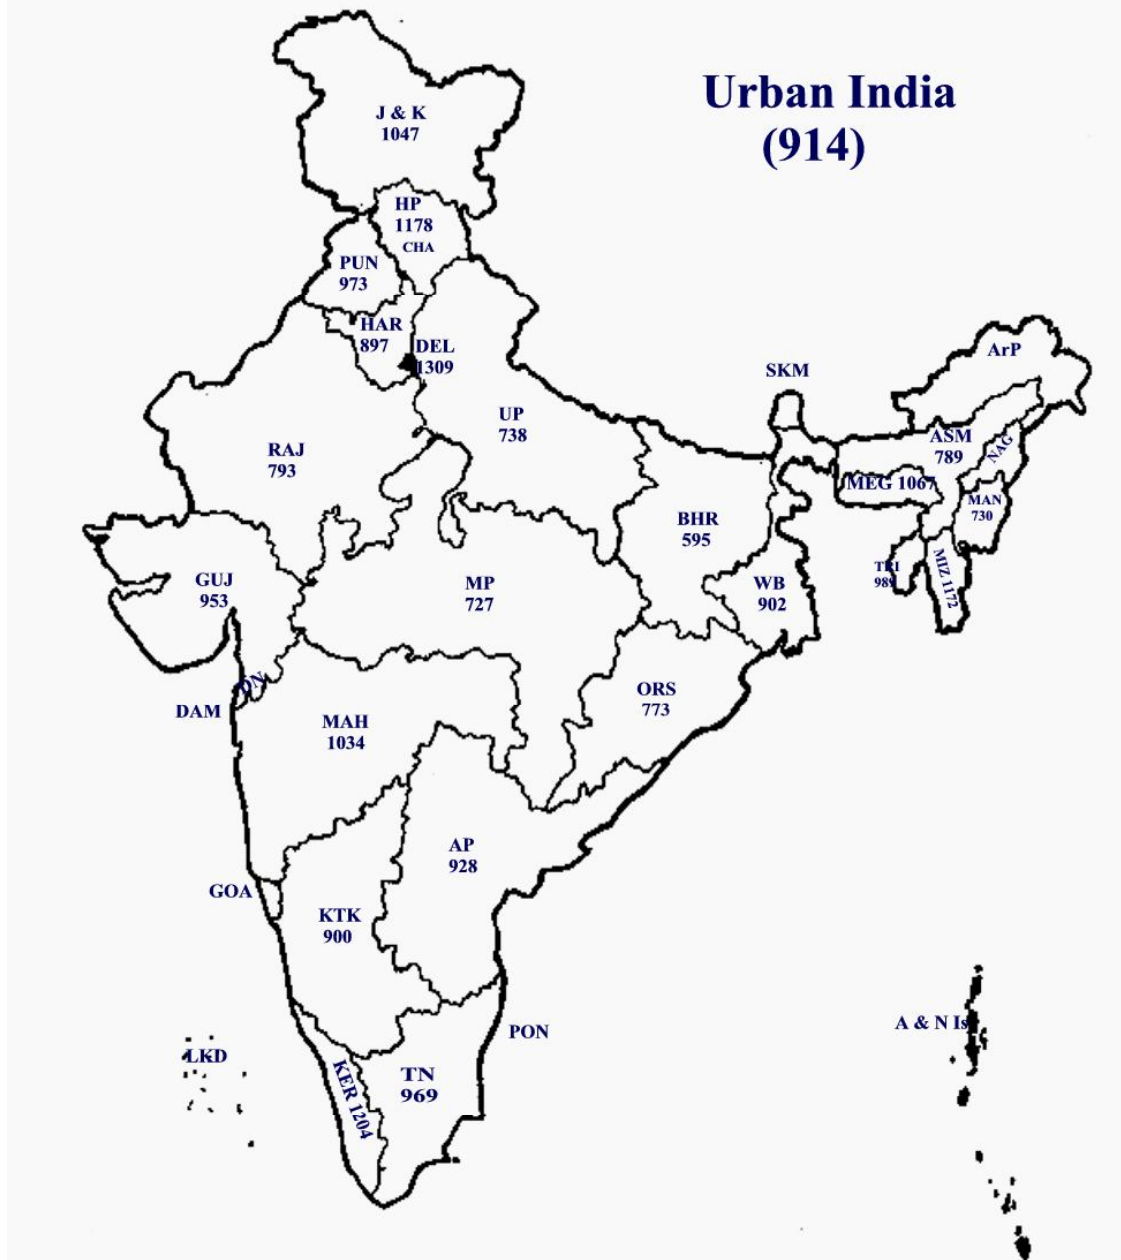 Urban India
(914)
J & K
1047
HP
1178
CHA
PUN
973
HAR
897
DEL
1309
UP
738
RAJ
793
SKM
ArP
ASM
789
NAG
MEG 1067
MAN
730
TRI
989
MIZ 1172
BHR
595
WB
902
GUJ
953
MP
727
DN
DAM
MAH
1034
ORS
773
AP
928
GOA
KTK
900
PON
A & N Is
LKD
KER 1204
TN
969